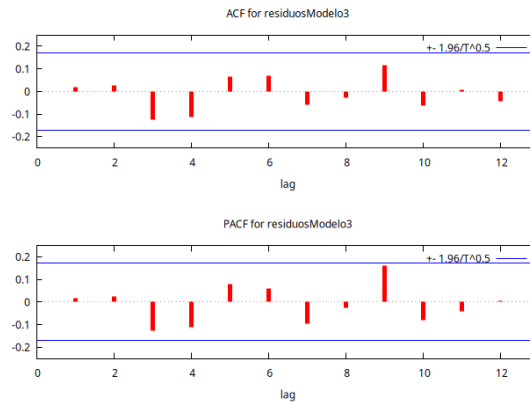 ACF for residuosModelo3
+- 1.96/T^0.5
0.2
0.1
0
-0.1
-0.2
0 2 4 6 8 10 12
lag
PACF for residuosModelo3
+- 1.96/T^0.5
0.2
0.1
0
-0.1
-0.2
0 2 4 6 8 10 12
lag